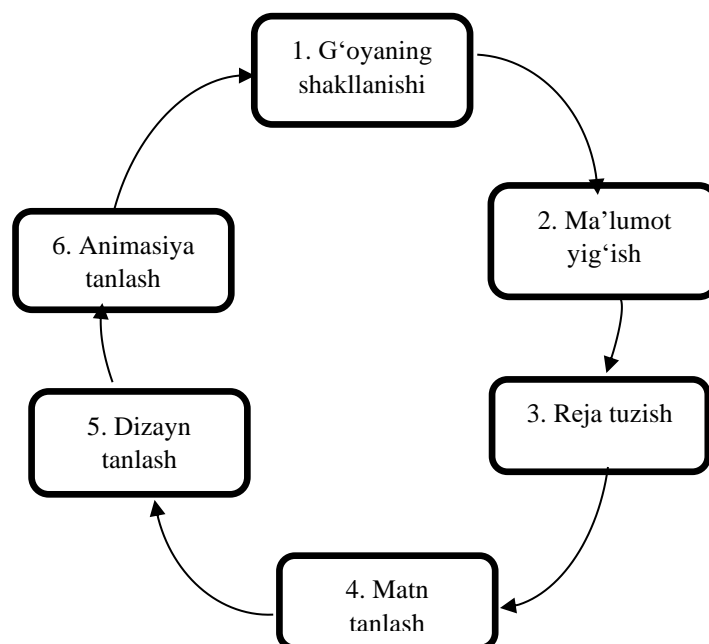 1. G‘oyaning
shakllanishi
2. Ma’lumot
yig‘ish
3. Reja tuzish
4. Matn
tanlash
5. Dizayn
tanlash
6. Animasiya
tanlash